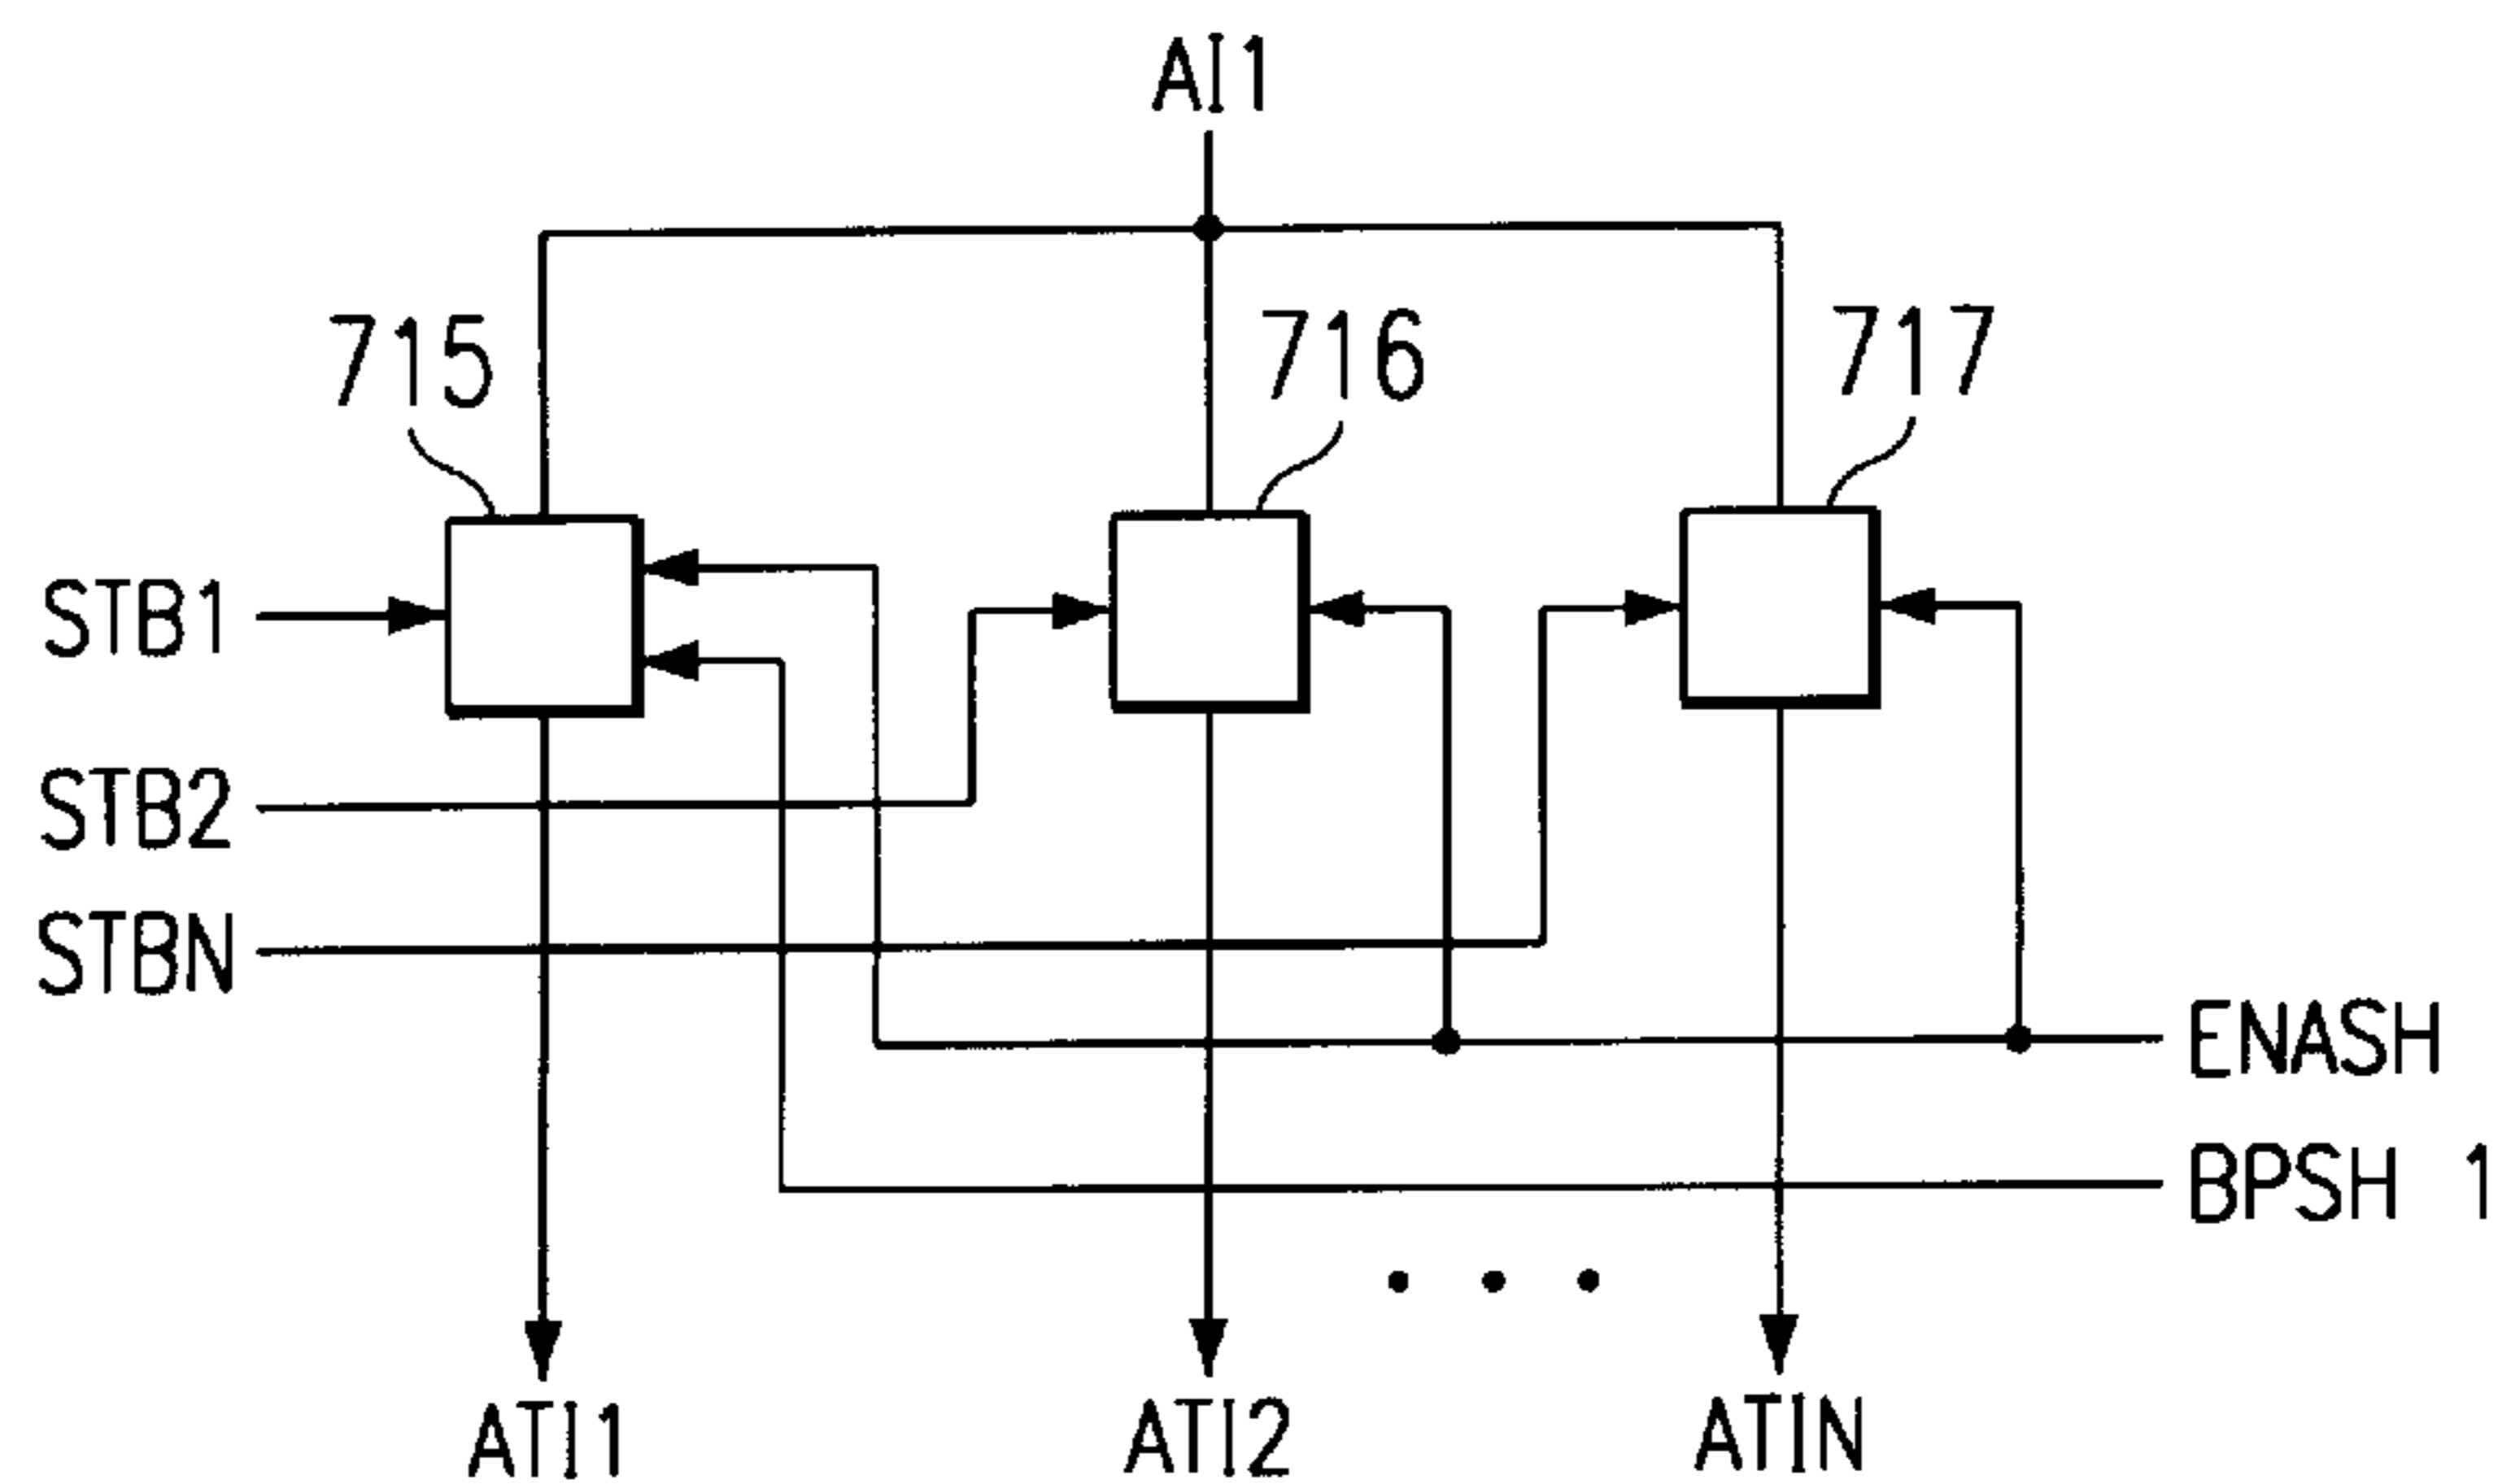 AI1
715
716
717
STB1
STB2
STBN
ENASH
BPSH 1
ATI1
ATI2
ATIN